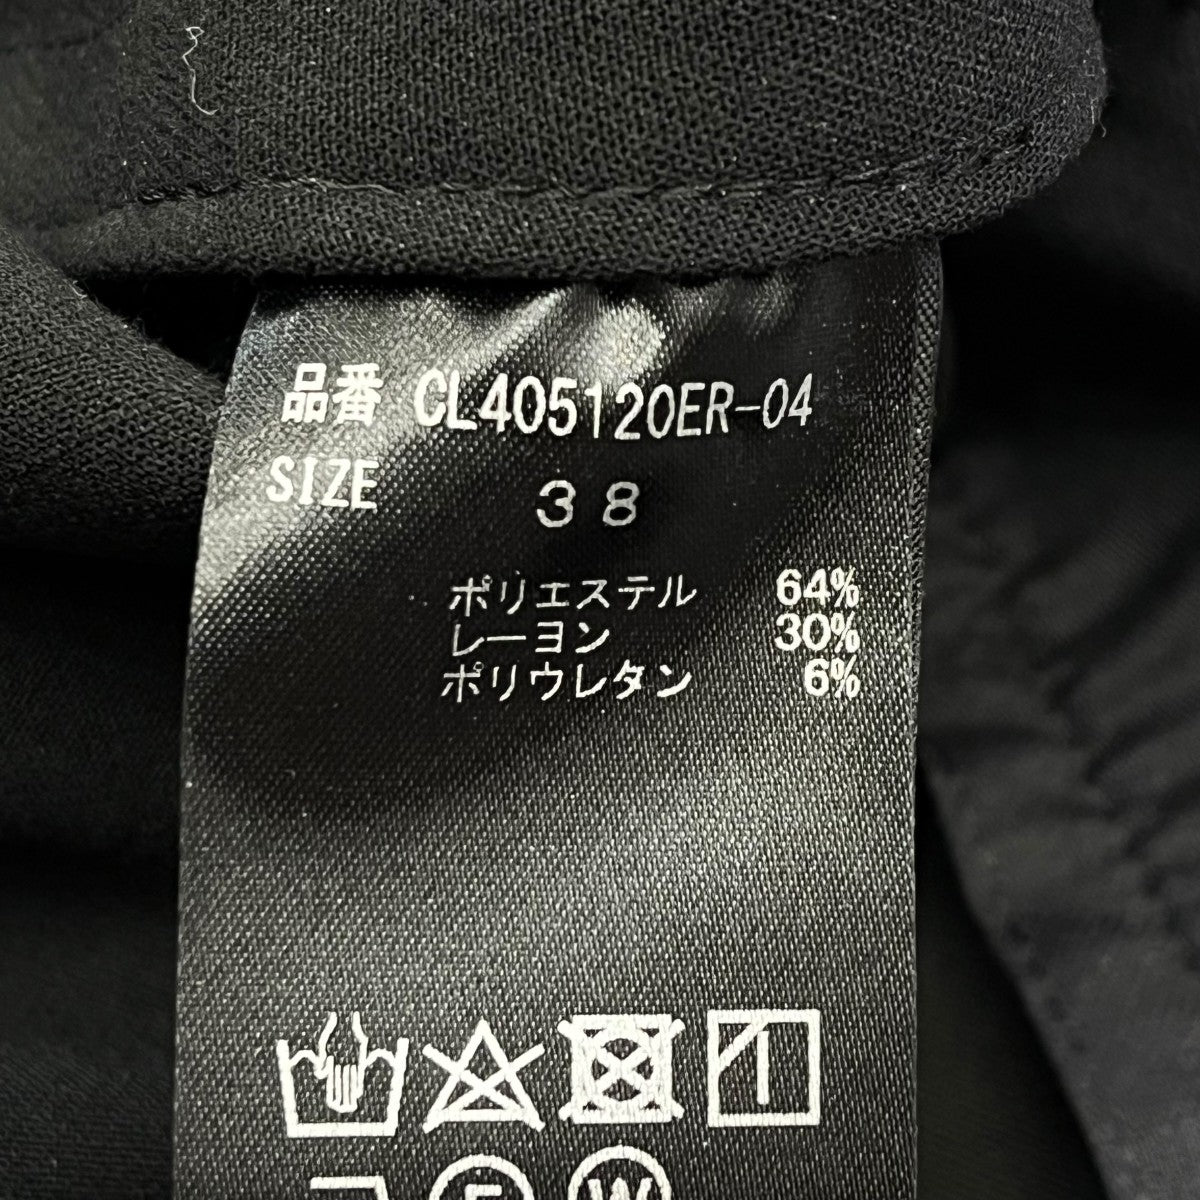 品番 CL405120ER-04
SIZE 38
ポリエステル 64%
レーヨン 30%
ポリウレタン 6%
F W